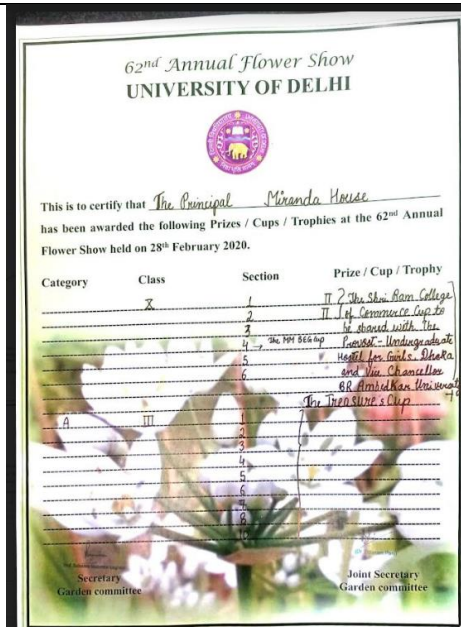 62nd Annual Flower Show
UNIVERSITY OF DELHI
This is to certify that The Principal Miranda House
has been awarded the following Prizes / Cups / Trophies at the 62nd Annual
Flower Show held on 28th February 2020.
Category Class Section Prize / Cup / Trophy
X 1 II The Shri Ram College
2 II of Commerce Cup to
3 be shared with the
4 The MM BEG Cup Provost-Undergraduate
5 Hostel for Girls, Dhaka
6 and Vice Chancellor
BR Ambedkar University
The Treasure's Cup
A III 1
2
3
4
5
6
7
8
Secretary Joint Secretary
Garden committee Garden committee